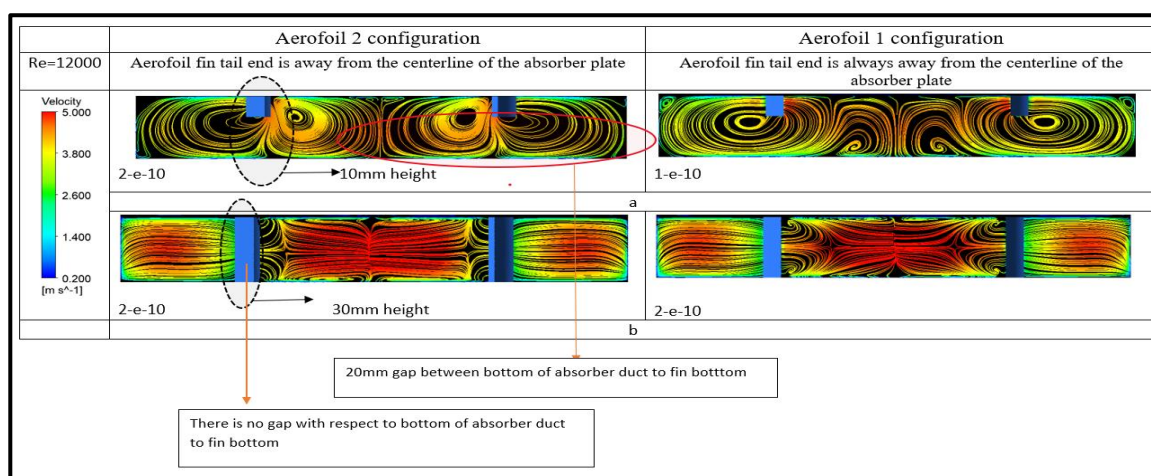 Aerofoil 2 configuration
Aerofoil 1 configuration
Re=12000
Aerofoil fin tail end is away from the centerline of the absorber plate
Aerofoil fin tail end is always away from the centerline of the
absorber plate
Velocity
5.000
3.800
2.600
1.400
0.200
[m s^-1]
2-e-10
10mm height
1-e-10
a
2-e-10
30mm height
2-e-10
b
20mm gap between bottom of absorber duct to fin botttom
There is no gap with respect to bottom of absorber duct
to fin bottom